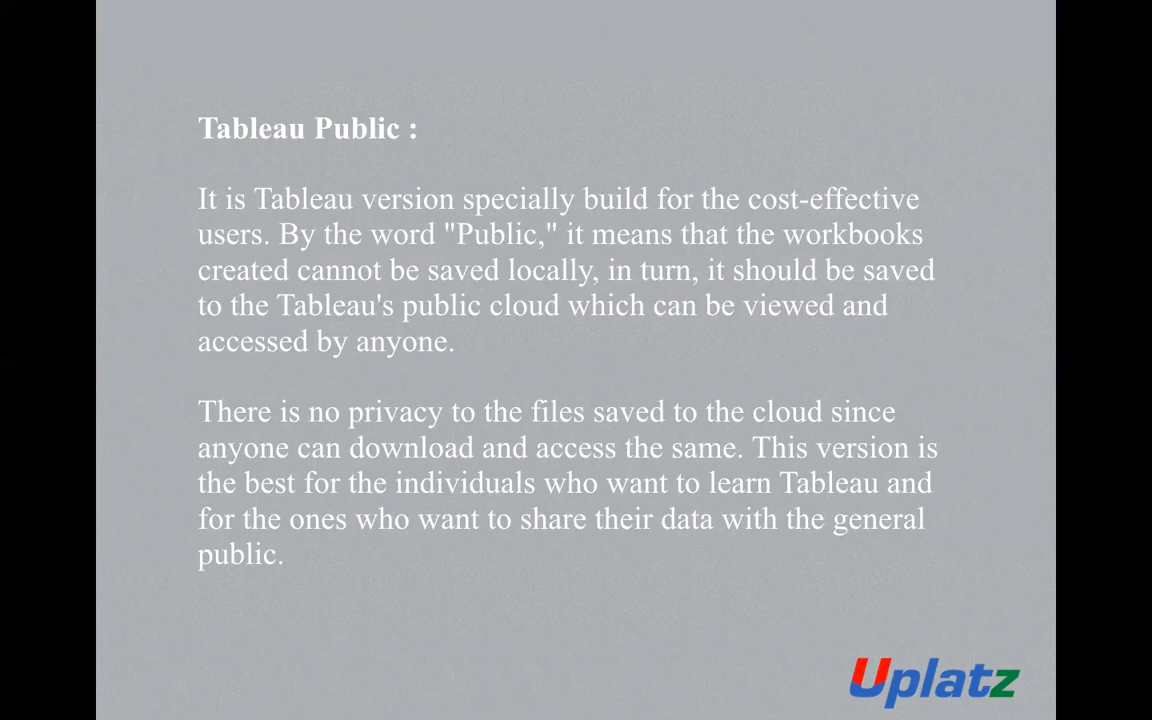 Tableau Public :
It is Tableau version specially build for the cost-effective
users. By the word "Public," it means that the workbooks
created cannot be saved locally, in turn, it should be saved
to the Tableau's public cloud which can be viewed and
accessed by anyone.
There is no privacy to the files saved to the cloud since
anyone can download and access the same. This version is
the best for the individuals who want to learn Tableau and
for the ones who want to share their data with the general
public.
Uplatz